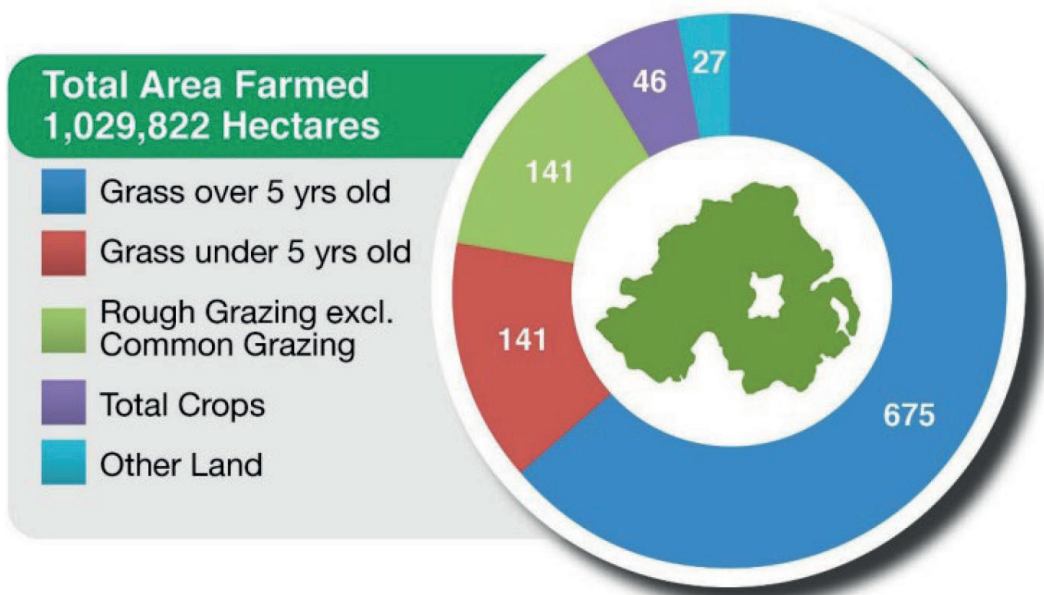 Total Area Farmed
1,029,822 Hectares
Grass over 5 yrs old
Grass under 5 yrs old
Rough Grazing excl.
Common Grazing
Total Crops
Other Land
27
46
141
141
675